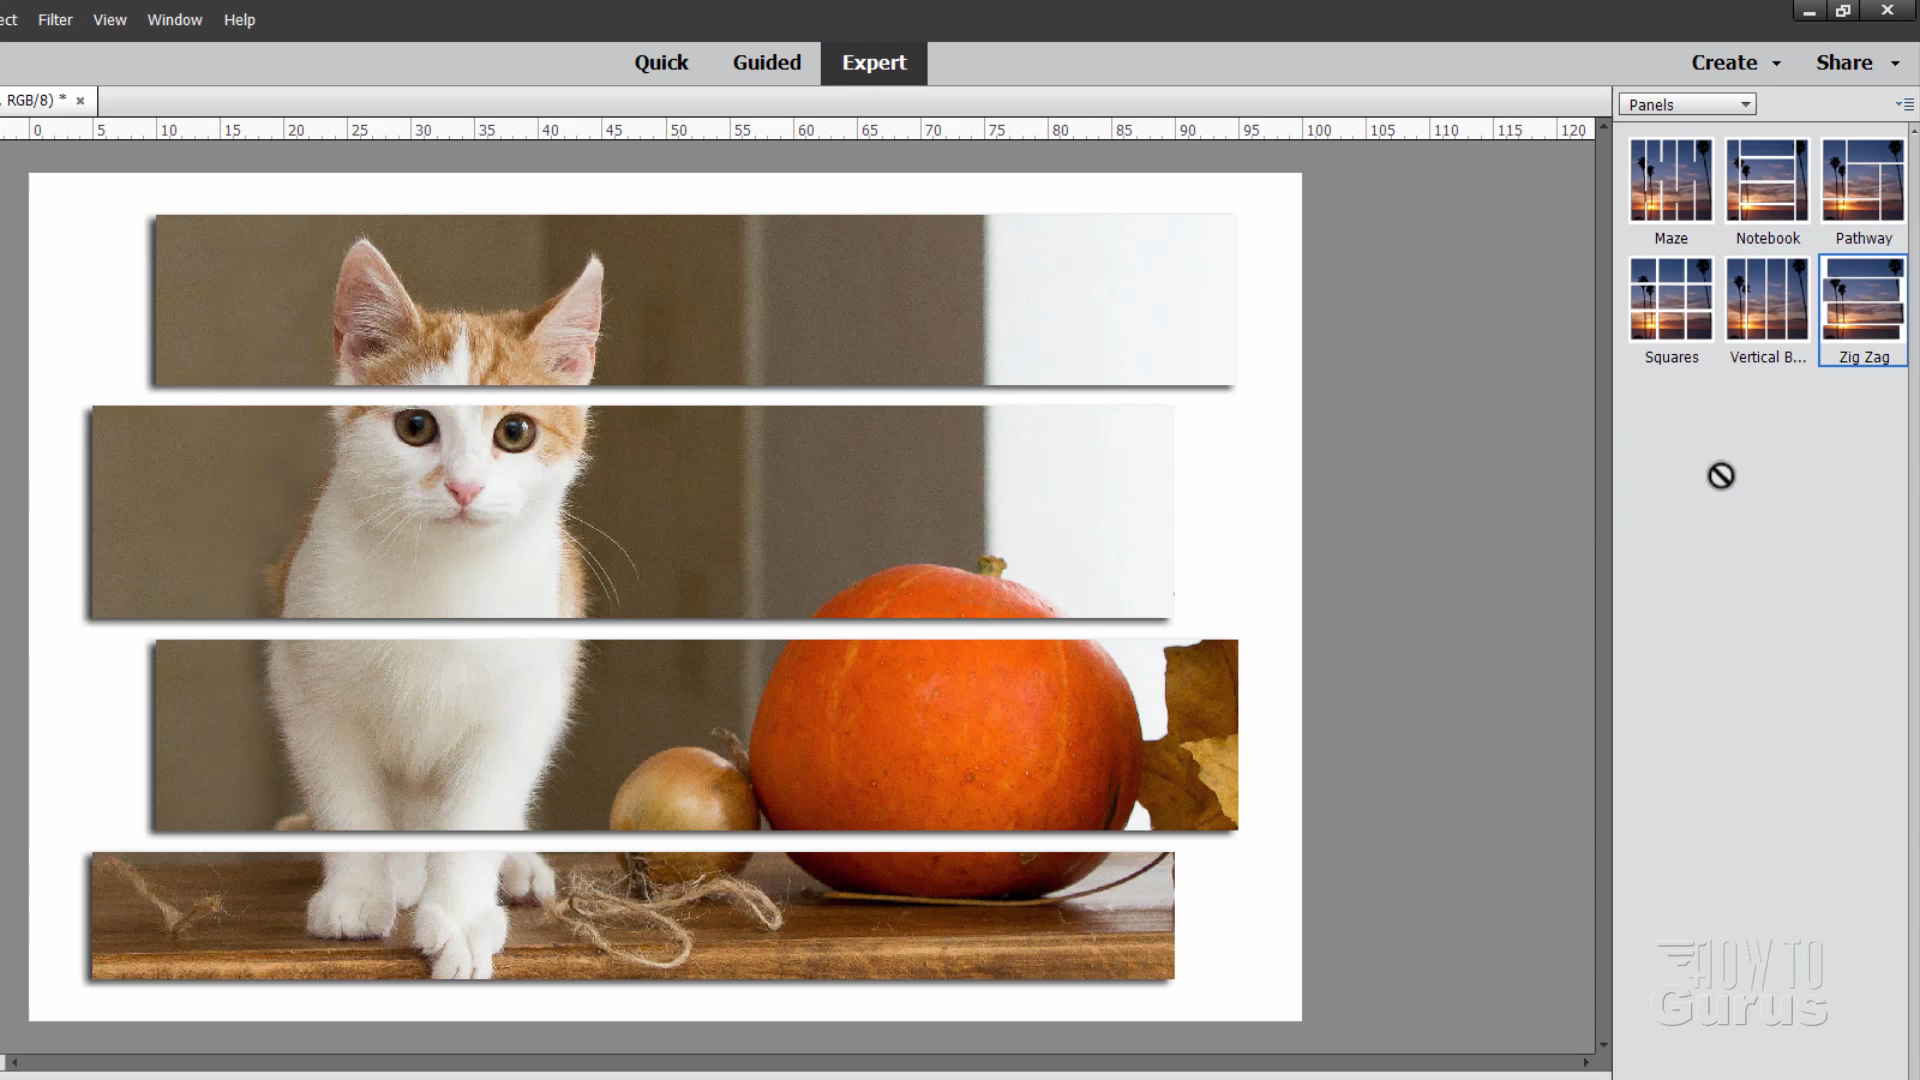 ect Filter View Window Help
Quick Guided Expert Create Share
RGB/8) * ×
Panels
0 5 10 15 20 25 30 35 40 45 50 55 60 65 70 75 80 85 90 95 100 105 110 115 120
Maze Notebook Pathway
Squares Vertical B... Zig Zag
HOW TO
Gurus